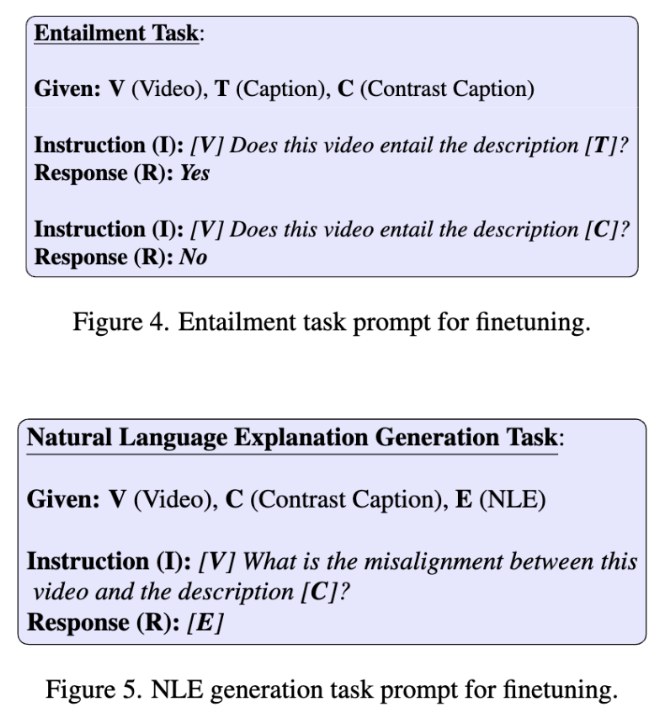 Entailment Task:
Given: V (Video), T (Caption), C (Contrast Caption)
Instruction (I): [V] Does this video entail the description [T]?
Response (R): Yes
Instruction (I): [V] Does this video entail the description [C]?
Response (R): No
Figure 4. Entailment task prompt for finetuning.
Natural Language Explanation Generation Task:
Given: V (Video), C (Contrast Caption), E (NLE)
Instruction (I): [V] What is the misalignment between this
video and the description [C]?
Response (R): [E]
Figure 5. NLE generation task prompt for finetuning.